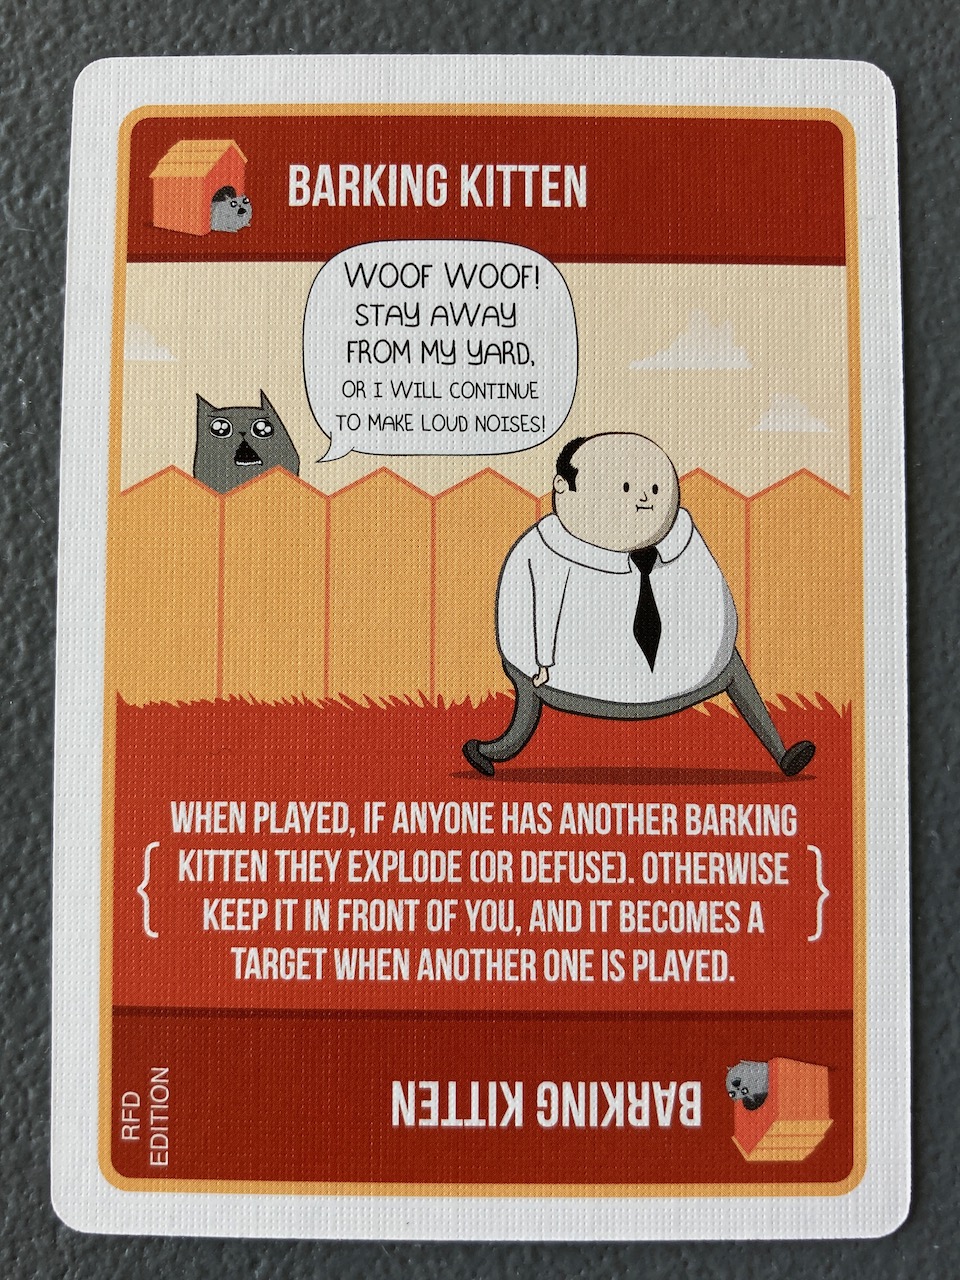 BARKING KITTEN
WOOF WOOF!
STAY AWAY
FROM MY YARD,
OR I WILL CONTINUE
TO MAKE LOUD NOISES!
WHEN PLAYED, IF ANYONE HAS ANOTHER BARKING
{ KITTEN THEY EXPLODE (OR DEFUSE). OTHERWISE }
KEEP IT IN FRONT OF YOU, AND IT BECOMES A
TARGET WHEN ANOTHER ONE IS PLAYED.
RFD
EDITION
BARKING KITTEN